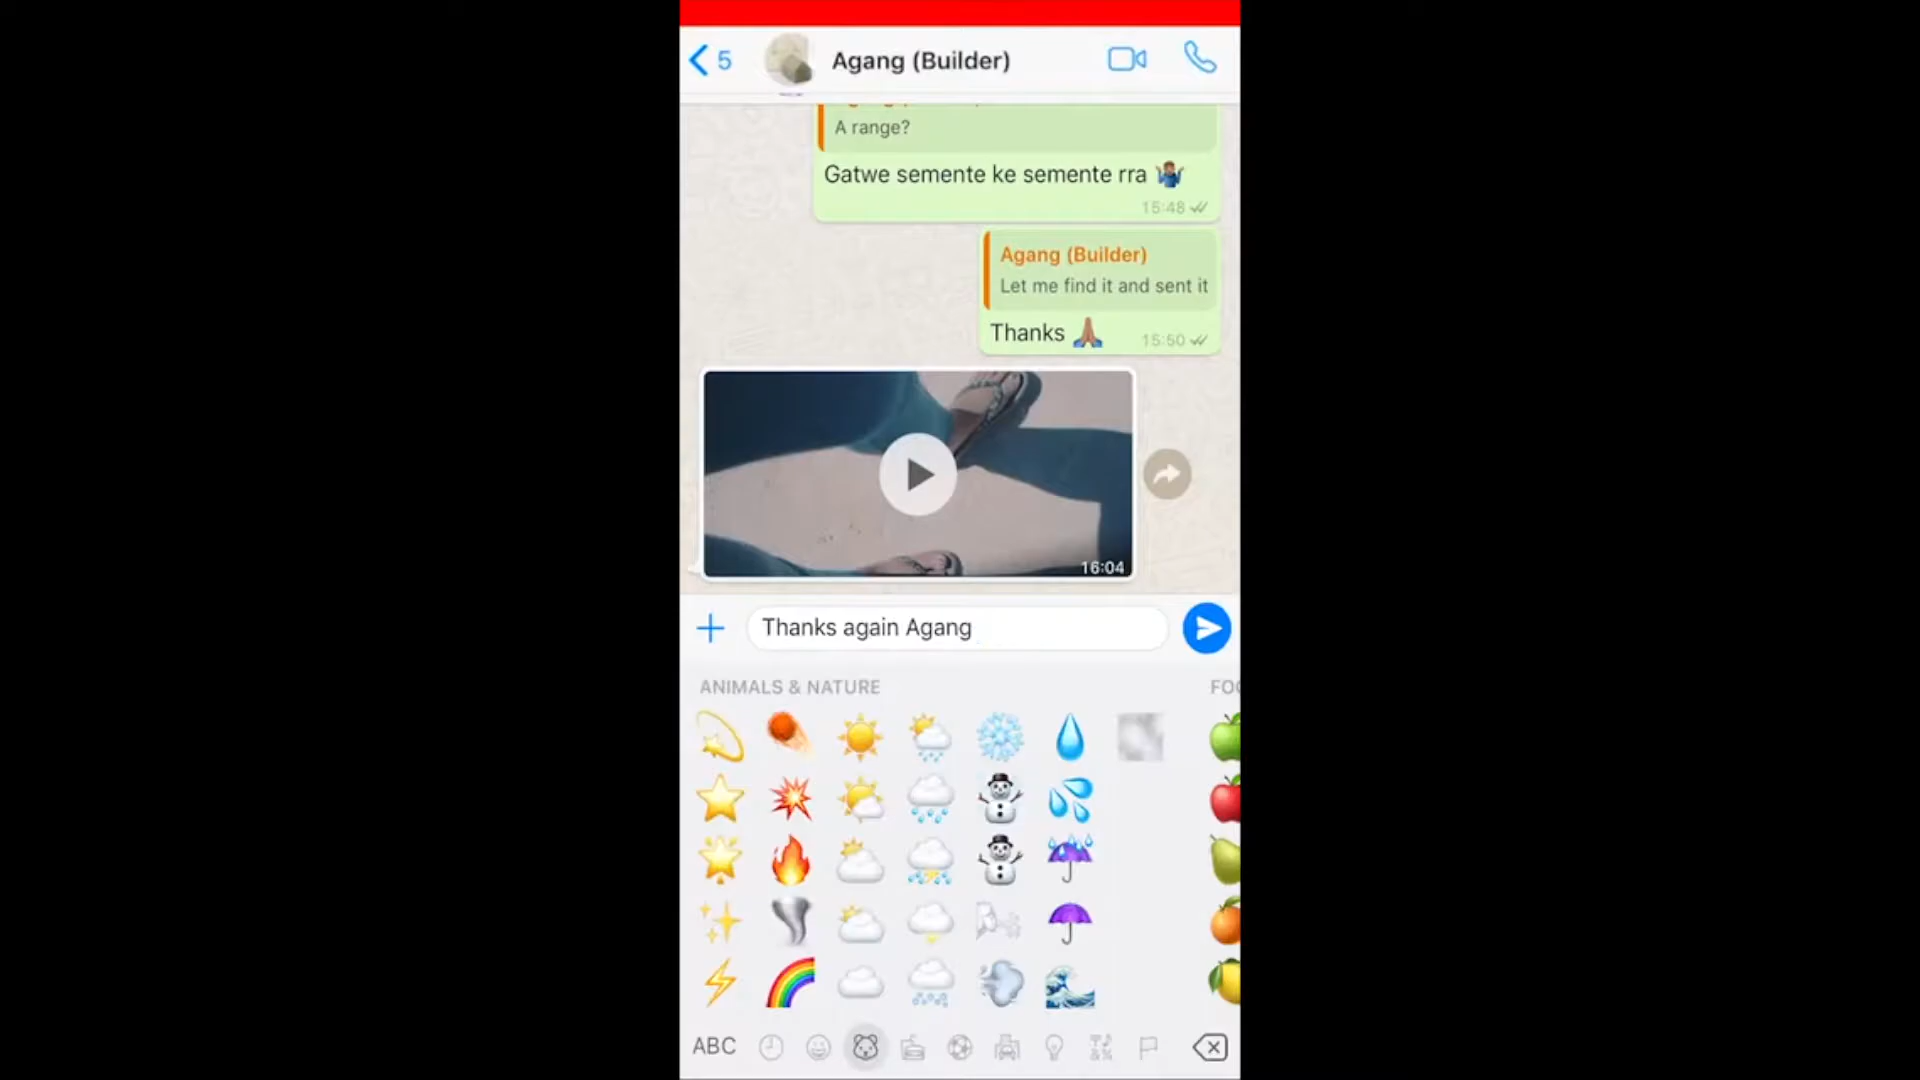 5
Agang (Builder)
A range?
Gatwe semente ke semente rra
15:48
Agang (Builder)
Let me find it and sent it
Thanks
15:50
16:04
Thanks again Agang
ANIMALS & NATURE
FOO
ABC